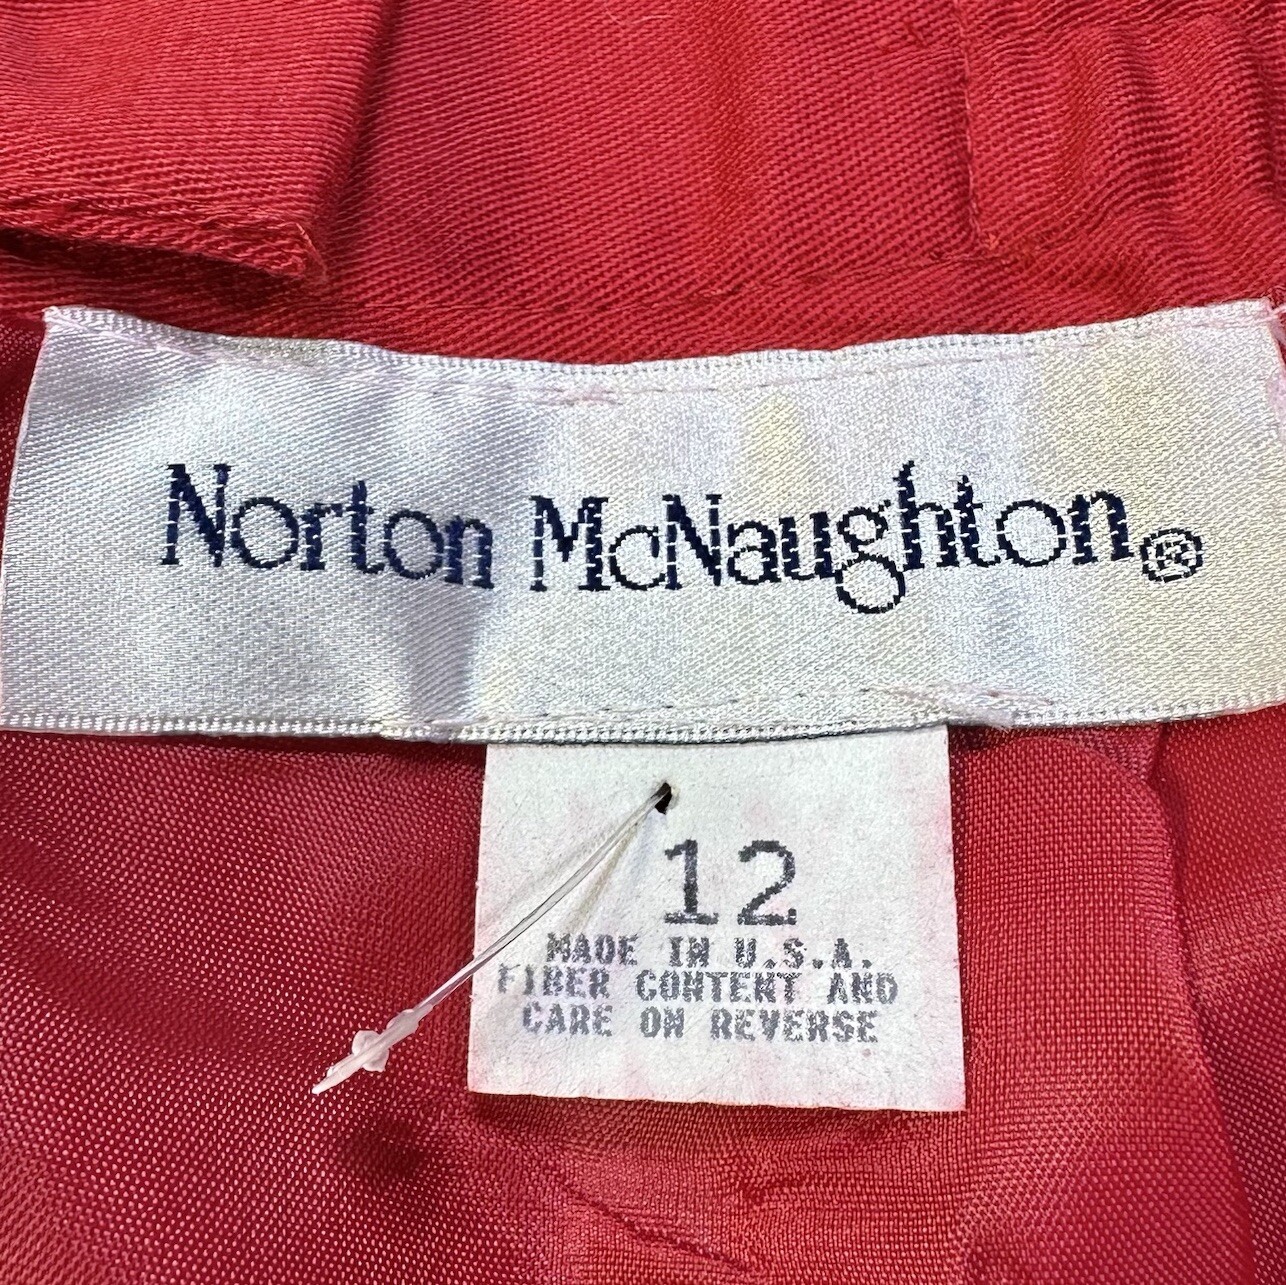 Norton McNaughton®
12
MADE IN U.S.A.
FIBER CONTENT AND
CARE ON REVERSE